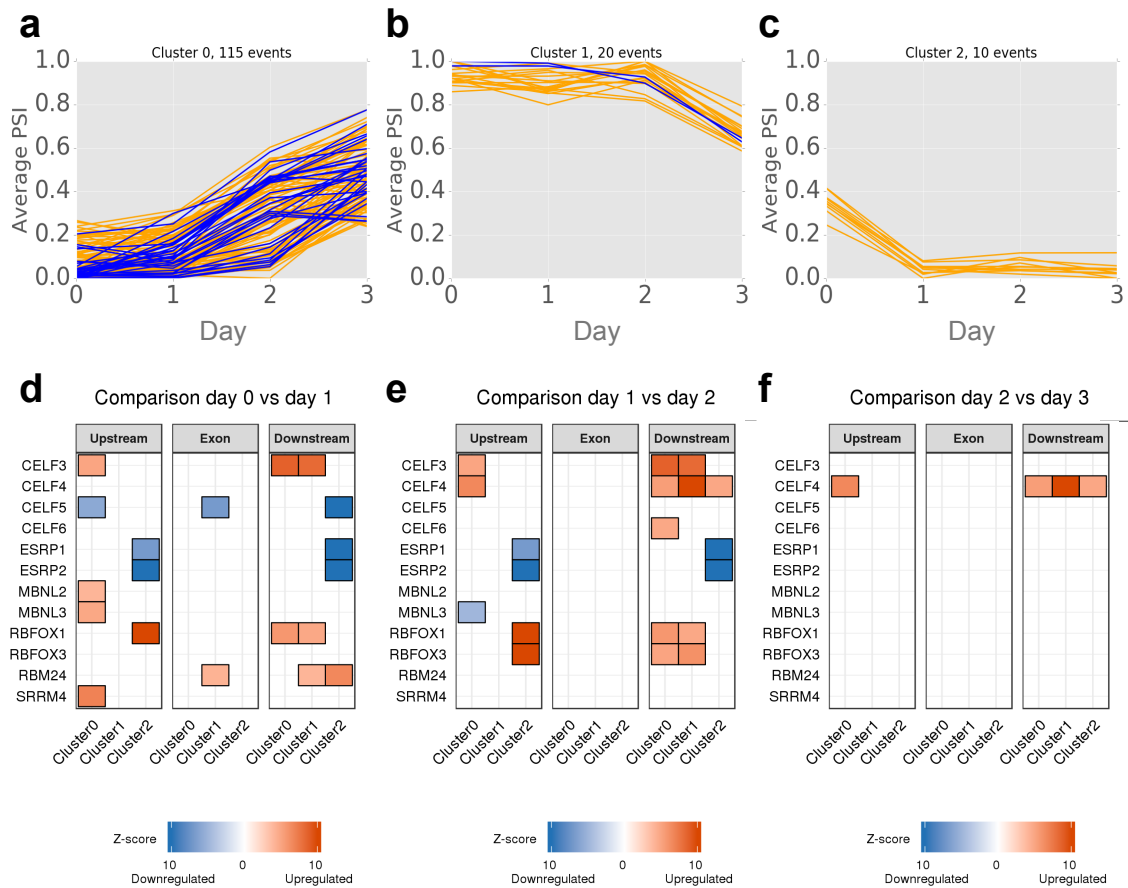 a
Cluster 0, 115 events
1.0
0.8
0.6
0.4
0.2
0.0
Average PSI
0 1 2 3
Day
b
Cluster 1, 20 events
1.0
0.8
0.6
0.4
0.2
0.0
Average PSI
0 1 2 3
Day
c
Cluster 2, 10 events
1.0
0.8
0.6
0.4
0.2
0.0
Average PSI
0 1 2 3
Day
d
Comparison day 0 vs day 1
Upstream Exon Downstream
CELF3
CELF4
CELF5
CELF6
ESRP1
ESRP2
MBNL2
MBNL3
RBFOX1
RBFOX3
RBM24
SRRM4
Cluster0 Cluster1 Cluster2 Cluster0 Cluster1 Cluster2 Cluster0 Cluster1 Cluster2
Z-score
10 0 10
Downregulated Upregulated
e
Comparison day 1 vs day 2
Upstream Exon Downstream
CELF3
CELF4
CELF5
CELF6
ESRP1
ESRP2
MBNL2
MBNL3
RBFOX1
RBFOX3
RBM24
SRRM4
Cluster0 Cluster1 Cluster2 Cluster0 Cluster1 Cluster2 Cluster0 Cluster1 Cluster2
Z-score
10 0 10
Downregulated Upregulated
f
Comparison day 2 vs day 3
Upstream Exon Downstream
CELF3
CELF4
CELF5
CELF6
ESRP1
ESRP2
MBNL2
MBNL3
RBFOX1
RBFOX3
RBM24
SRRM4
Cluster0 Cluster1 Cluster2 Cluster0 Cluster1 Cluster2 Cluster0 Cluster1 Cluster2
Z-score
10 0 10
Downregulated Upregulated